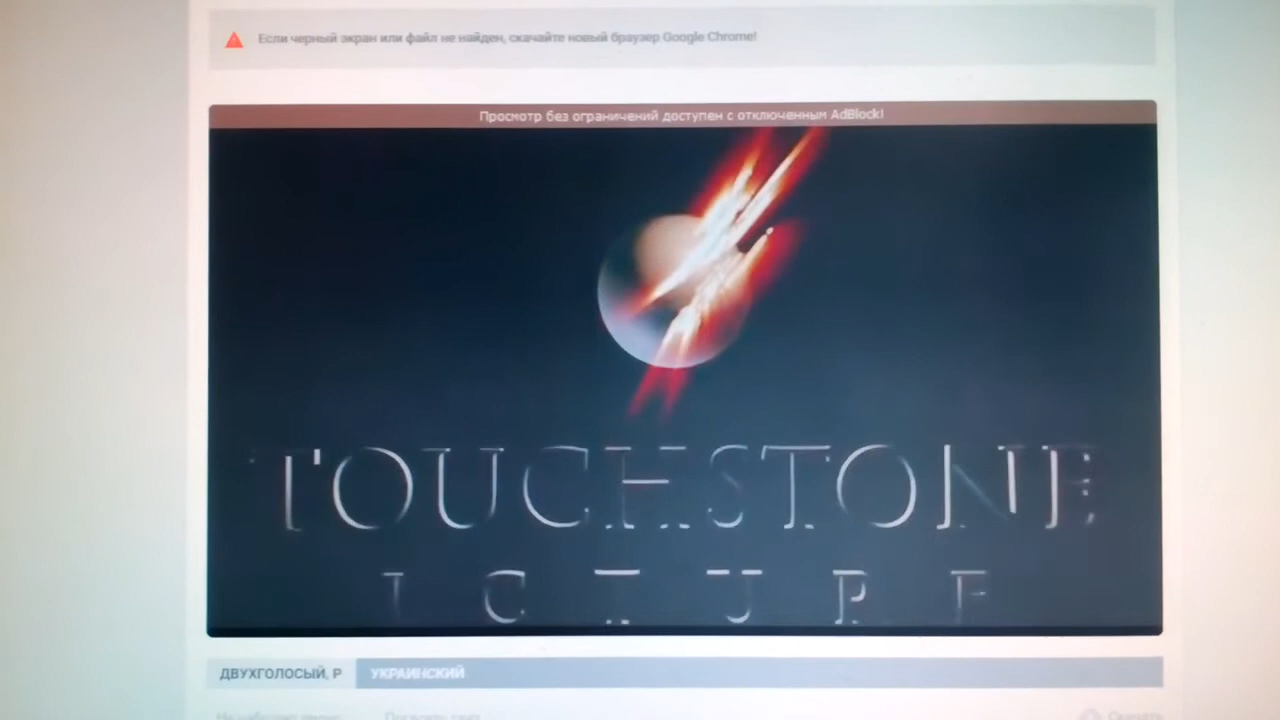 Если черный экран или файл не найден, скачайте новый браузер Google Chrome!
Просмотр без ограничений доступен с отключенным AdBlock!
TOUCHSTONE
ICTURE
ДВУХГОЛОСЫЙ, Р УКРАИНСКИЙ